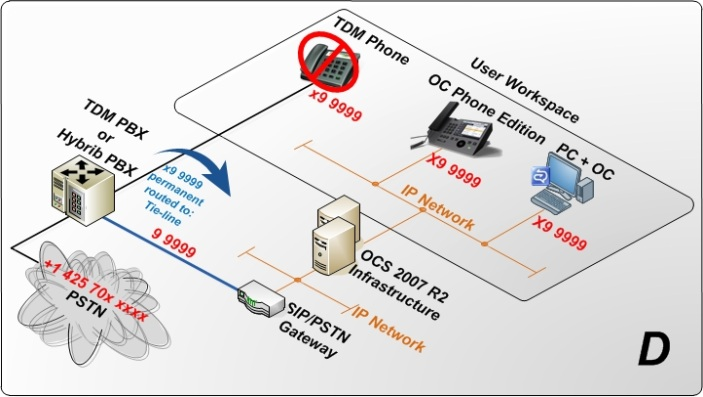 TDM Phone
x9 9999
User Workspace
OC Phone Edition
X9 9999
PC + OC
X9 9999
IP Network
TDM PBX
or
Hybrib PBX
x9 9999
permanent
routed to:
Tie-line
9 9999
+1 425 70x xxxx
PSTN
OCS 2007 R2
Infrastructure
SIP/PSTN
Gateway
IP Network
D